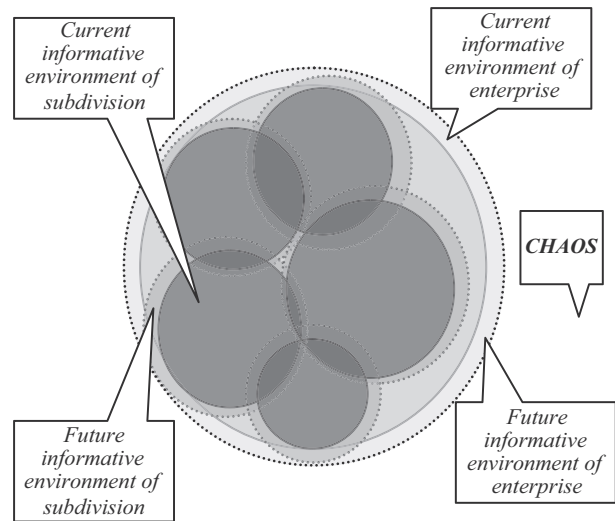 Current
informative
environment of
subdivision
Current
informative
environment of
enterprise
CHAOS
Future
informative
environment of
subdivision
Future
informative
environment of
enterprise